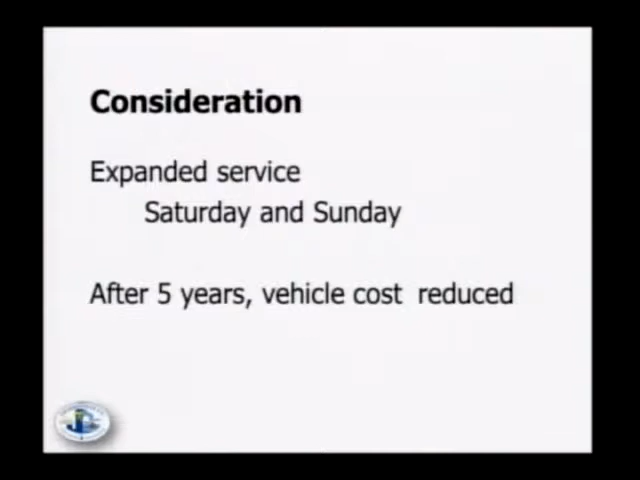 Consideration
Expanded service
Saturday and Sunday
After 5 years, vehicle cost reduced